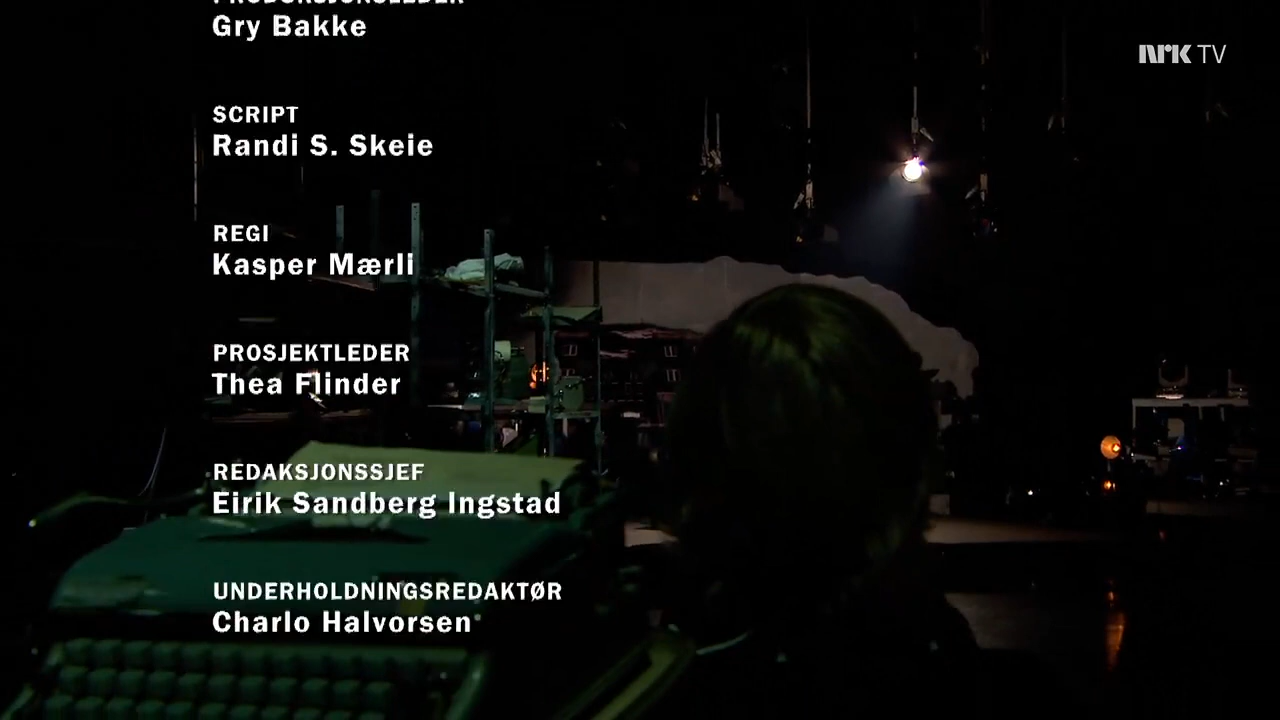 PRODUKSJONSLEDER
Gry Bakke
nrk TV
SCRIPT
Randi S. Skeie
REGI
Kasper Mærli
PROSJEKTLEDER
Thea Flinder
REDAKSJONSSJEF
Eirik Sandberg Ingstad
UNDERHOLDNINGSREDAKTØR
Charlo Halvorsen